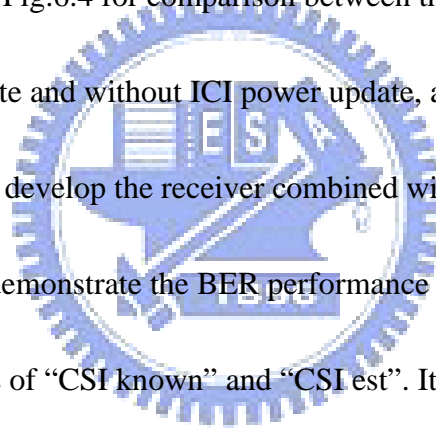 Fig.6.4 for comparison between t
te and without ICI power update, a
develop the receiver combined wi
emonstrate the BER performance
s of “CSI known” and “CSI est”. It
E S A
1896